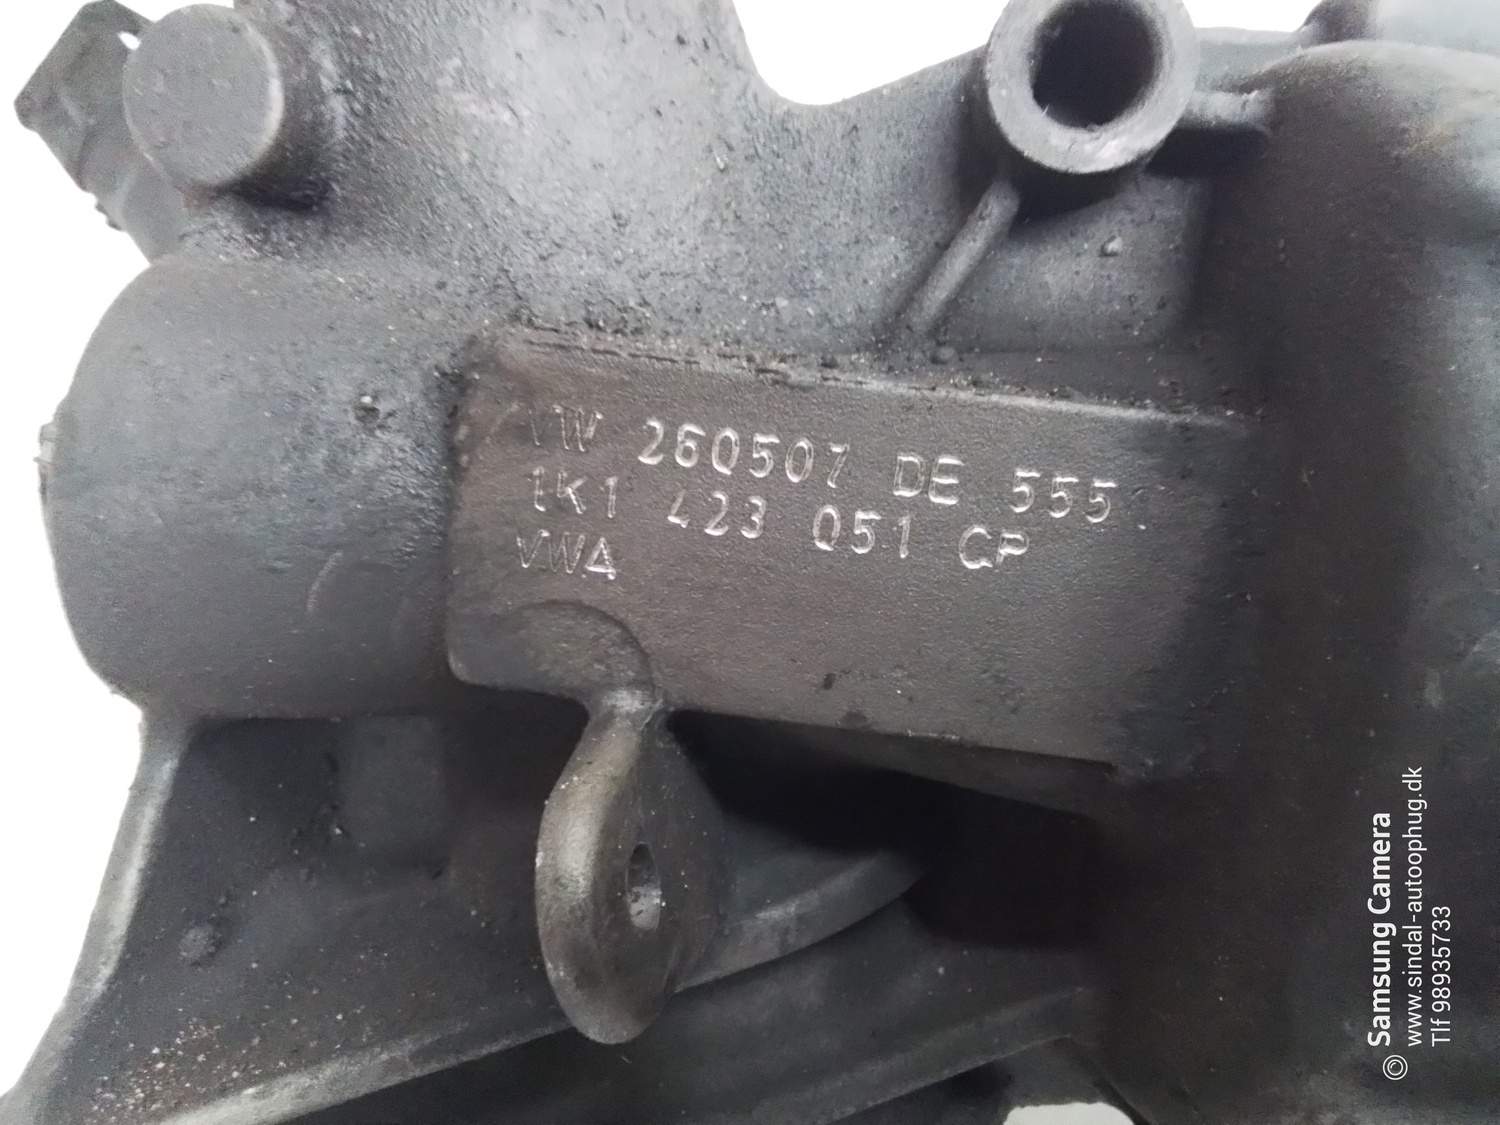 VW 260507 DE 555
1K1 423 051 CP
VWA
Samsung Camera
www.sindal-autoophug.dk
Tlf 98935733